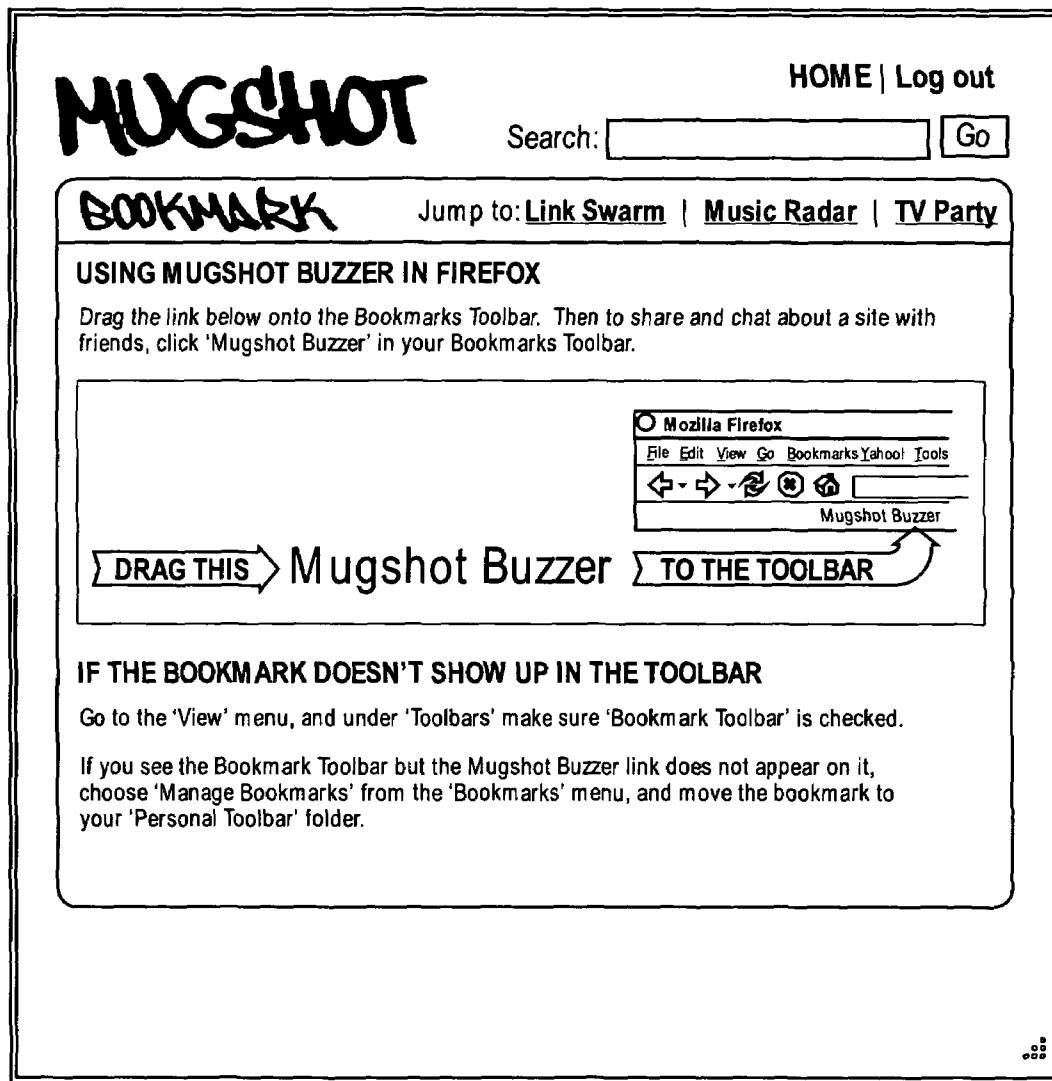 MUGSHOT
HOME | Log out
Search: Go
BOOKMARK
Jump to: Link Swarm | Music Radar | TV Party
USING MUGSHOT BUZZER IN FIREFOX
Drag the link below onto the Bookmarks Toolbar. Then to share and chat about a site with
friends, click 'Mugshot Buzzer' in your Bookmarks Toolbar.
Mozilla Firefox
File Edit View Go Bookmarks Yahoo! Tools
Mugshot Buzzer
DRAG THIS Mugshot Buzzer TO THE TOOLBAR
IF THE BOOKMARK DOESN'T SHOW UP IN THE TOOLBAR
Go to the 'View' menu, and under 'Toolbars' make sure 'Bookmark Toolbar' is checked.
If you see the Bookmark Toolbar but the Mugshot Buzzer link does not appear on it,
choose 'Manage Bookmarks' from the 'Bookmarks' menu, and move the bookmark to
your 'Personal Toolbar' folder.